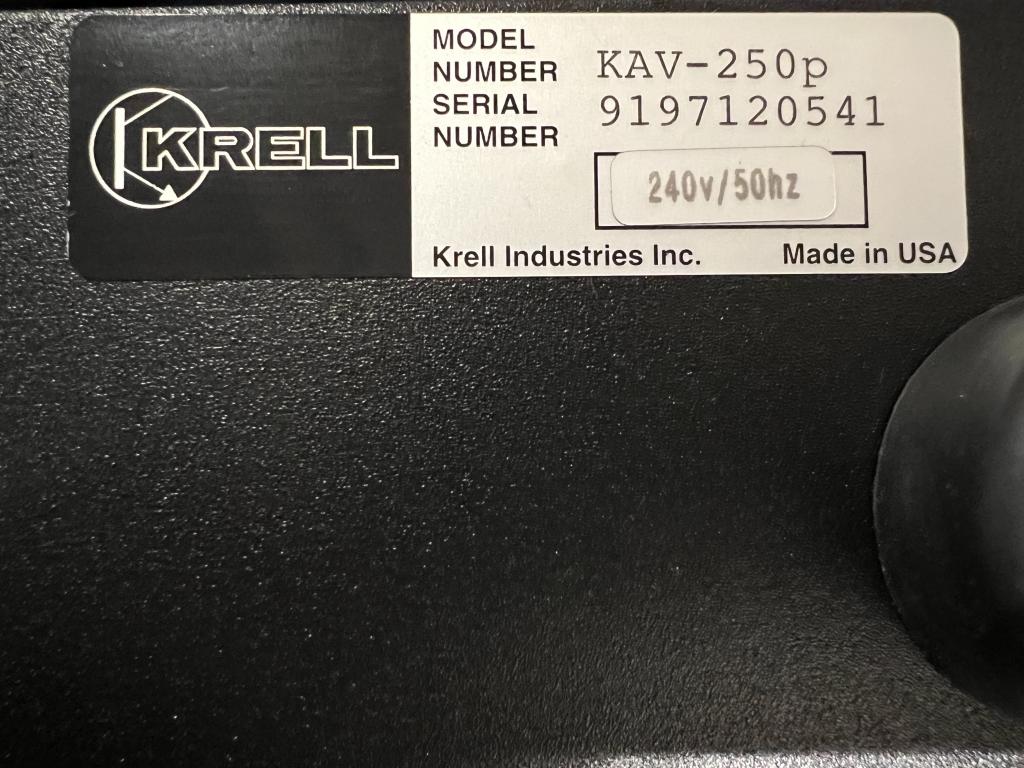 KRELL
MODEL
NUMBER KAV-250p
SERIAL
NUMBER 9197120541
240v/50hz
Krell Industries Inc. Made in USA